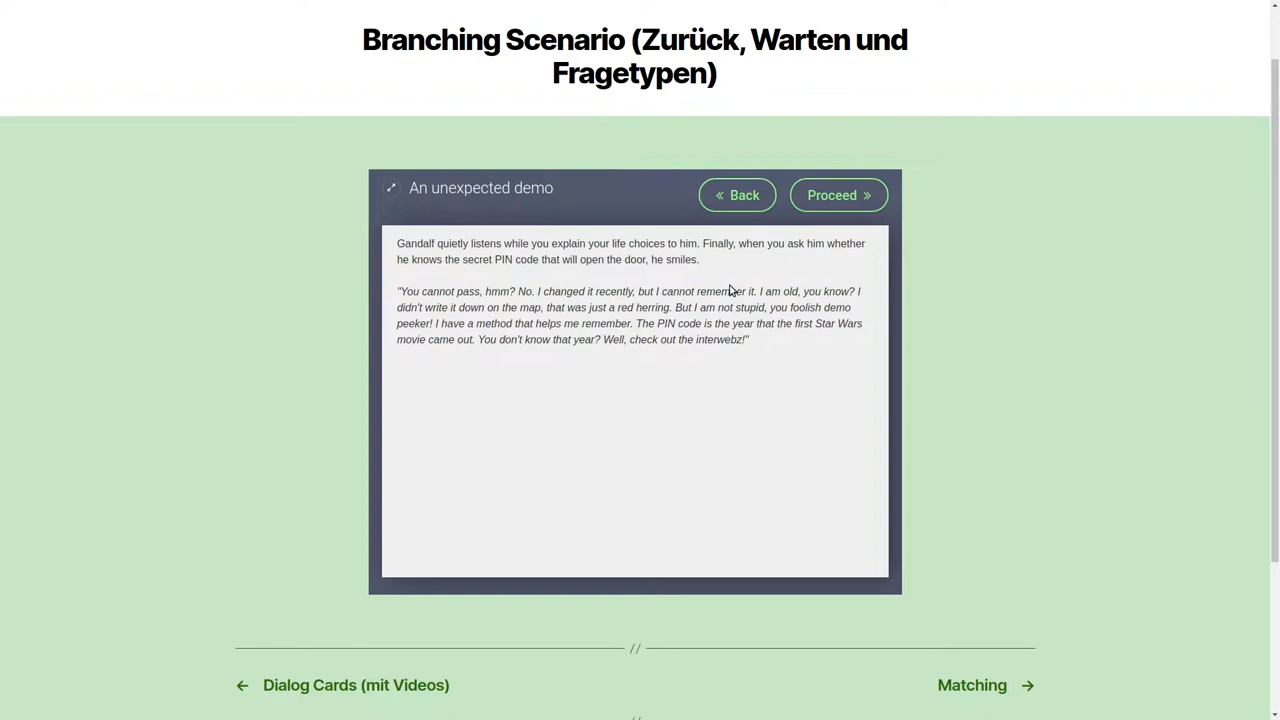 Branching Scenario (Zurück, Warten und
Fragetypen)
An unexpected demo
« Back
Proceed »
Gandalf quietly listens while you explain your life choices to him. Finally, when you ask him whether
he knows the secret PIN code that will open the door, he smiles.
"You cannot pass, hmm? No. I changed it recently, but I cannot remember it. I am old, you know? I
didn't write it down on the map, that was just a red herring. But I am not stupid, you foolish demo
peeker! I have a method that helps me remember. The PIN code is the year that the first Star Wars
movie came out. You don't know that year? Well, check out the interwebz!"
//
← Dialog Cards (mit Videos)
Matching →